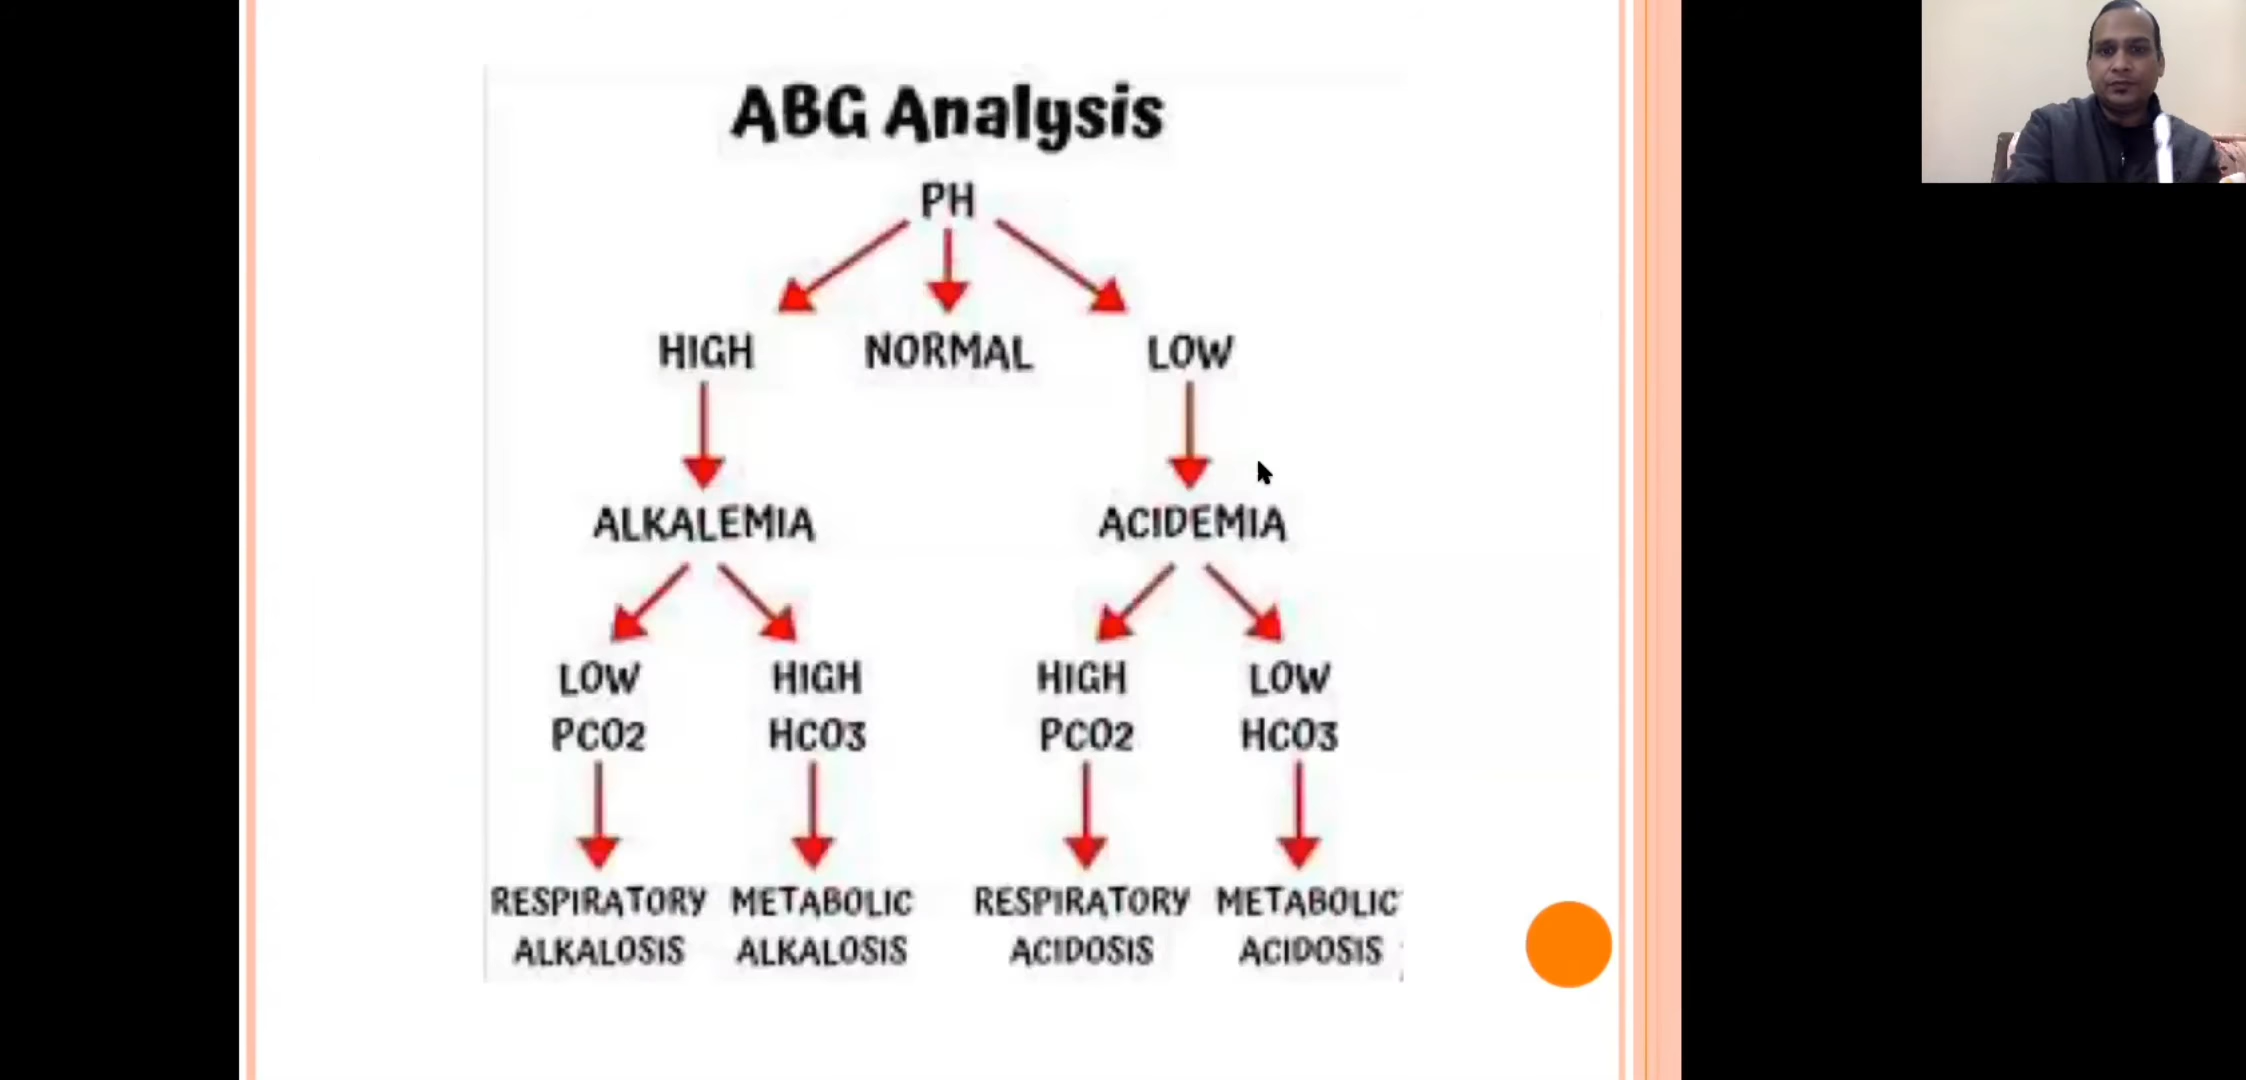 ABG Analysis
PH
HIGH NORMAL LOW
ALKALEMIA ACIDEMIA
LOW HIGH HIGH LOW
PCO2 HCO3 PCO2 HCO3
RESPIRATORY METABOLIC RESPIRATORY METABOLIC
ALKALOSIS ALKALOSIS ACIDOSIS ACIDOSIS